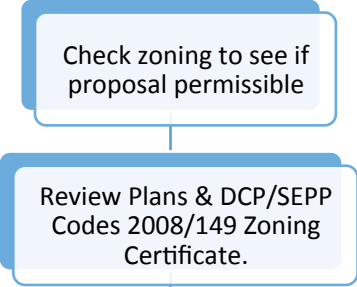 Check zoning to see if
proposal permissible
Review Plans & DCP/SEPP
Codes 2008/149 Zoning
Certificate.